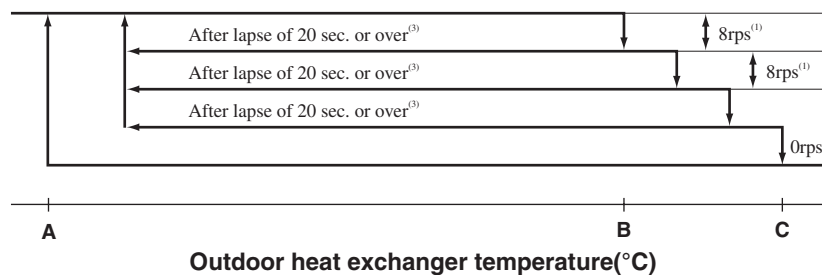 After lapse of 20 sec. or over(3)
8rps(1)
After lapse of 20 sec. or over(3)
8rps(1)
After lapse of 20 sec. or over(3)
0rps
A B C
Outdoor heat exchanger temperature(°C)